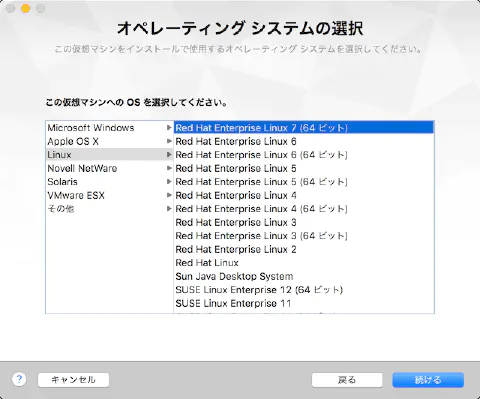 オペレーティング システムの選択
この仮想マシンをインストールで使用するオペレーティング システムを選択してください。
この仮想マシンへの OS を選択してください。
Microsoft Windows
Apple OS X
Linux
Novell NetWare
Solaris
VMware ESX
その他
Red Hat Enterprise Linux 7 (64 ビット)
Red Hat Enterprise Linux 6
Red Hat Enterprise Linux 6 (64 ビット)
Red Hat Enterprise Linux 5
Red Hat Enterprise Linux 5 (64 ビット)
Red Hat Enterprise Linux 4
Red Hat Enterprise Linux 4 (64 ビット)
Red Hat Enterprise Linux 3
Red Hat Enterprise Linux 3 (64 ビット)
Red Hat Enterprise Linux 2
Red Hat Linux
Sun Java Desktop System
SUSE Linux Enterprise 12 (64 ビット)
SUSE Linux Enterprise 11
? キャンセル 戻る 続ける